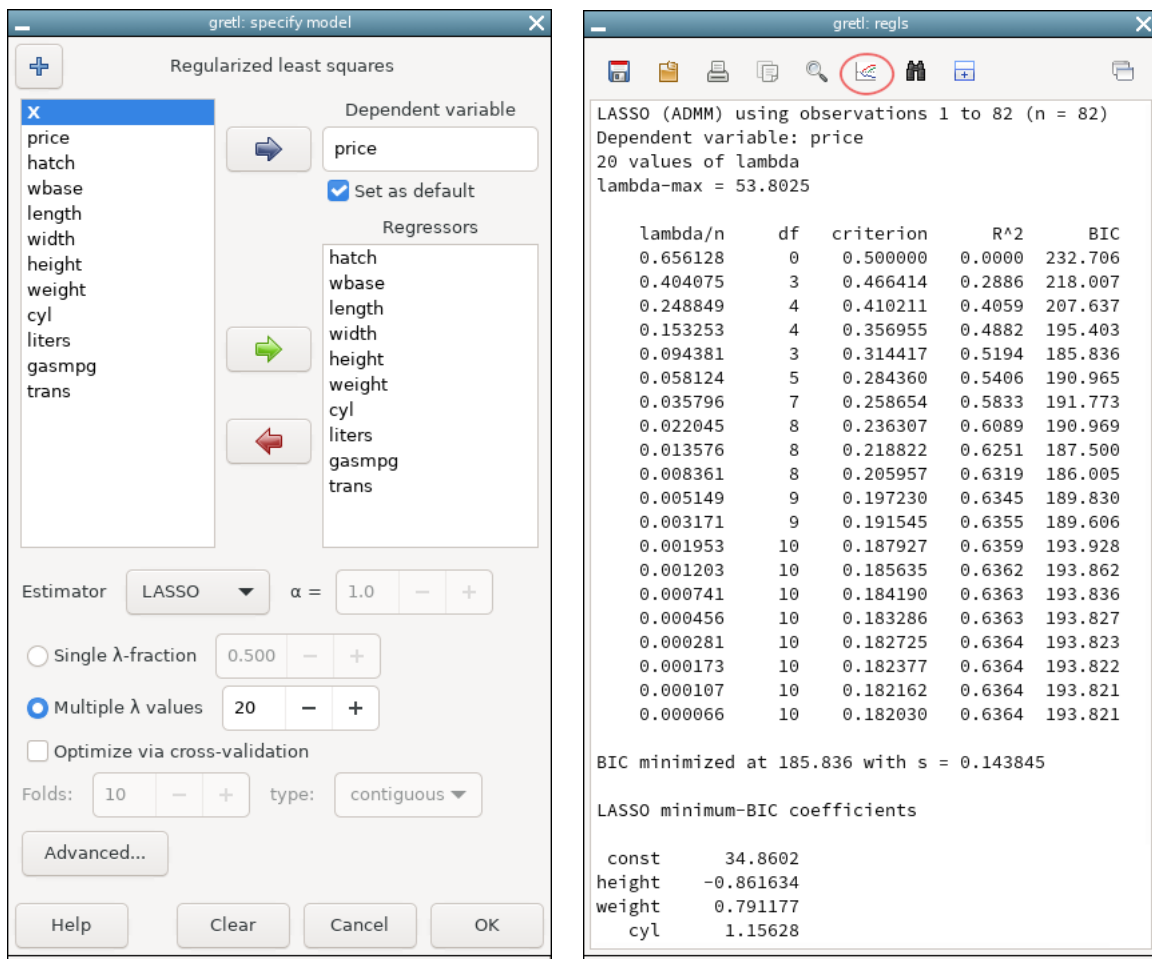 gretl: specify model
Regularized least squares
X
price
hatch
wbase
length
width
height
weight
cyl
liters
gasmpg
trans
Dependent variable
price
Set as default
Regressors
hatch
wbase
length
width
height
weight
cyl
liters
gasmpg
trans
Estimator LASSO α = 1.0
Single λ-fraction 0.500
Multiple λ values 20
Optimize via cross-validation
Folds: 10 type: contiguous
Advanced...
Help Clear Cancel OK
gretl: regls
LASSO (ADMM) using observations 1 to 82 (n = 82)
Dependent variable: price
20 values of lambda
lambda-max = 53.8025
lambda/n df criterion R^2 BIC
0.656128 0 0.500000 0.0000 232.706
0.404075 3 0.466414 0.2886 218.007
0.248849 4 0.410211 0.4059 207.637
0.153253 4 0.356955 0.4882 195.403
0.094381 3 0.314417 0.5194 185.836
0.058124 5 0.284360 0.5406 190.965
0.035796 7 0.258654 0.5833 191.773
0.022045 8 0.236307 0.6089 190.969
0.013576 8 0.218822 0.6251 187.500
0.008361 8 0.205957 0.6319 186.005
0.005149 9 0.197230 0.6345 189.830
0.003171 9 0.191545 0.6355 189.606
0.001953 10 0.187927 0.6359 193.928
0.001203 10 0.185635 0.6362 193.862
0.000741 10 0.184190 0.6363 193.836
0.000456 10 0.183286 0.6363 193.827
0.000281 10 0.182725 0.6364 193.823
0.000173 10 0.182377 0.6364 193.822
0.000107 10 0.182162 0.6364 193.821
0.000066 10 0.182030 0.6364 193.821
BIC minimized at 185.836 with s = 0.143845
LASSO minimum-BIC coefficients
const 34.8602
height -0.861634
weight 0.791177
cyl 1.15628